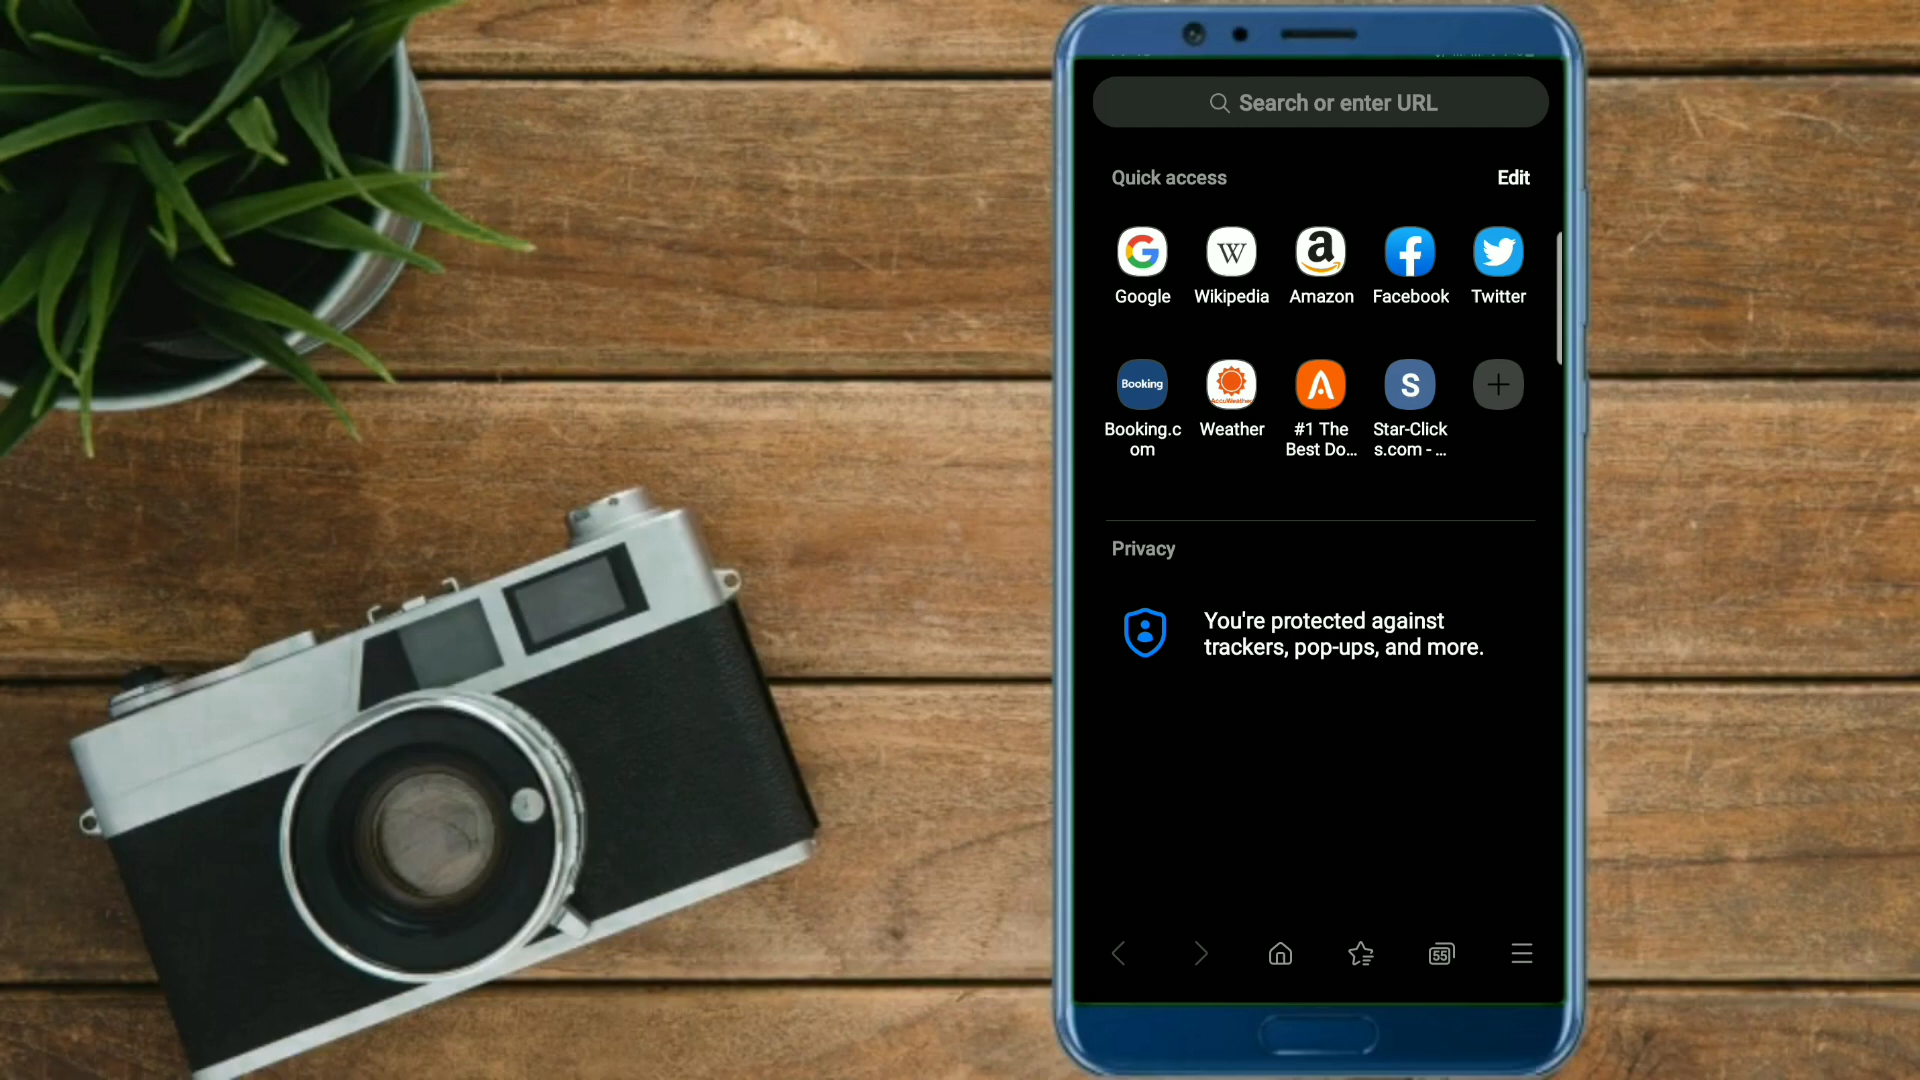 Search or enter URL
Quick access
Edit
Google
Wikipedia
Amazon
Facebook
Twitter
Booking
AccuWeather
Booking.c
om
Weather
#1 The
Best Do...
Star-Click
s.com - ...
Privacy
You're protected against
trackers, pop-ups, and more.
55